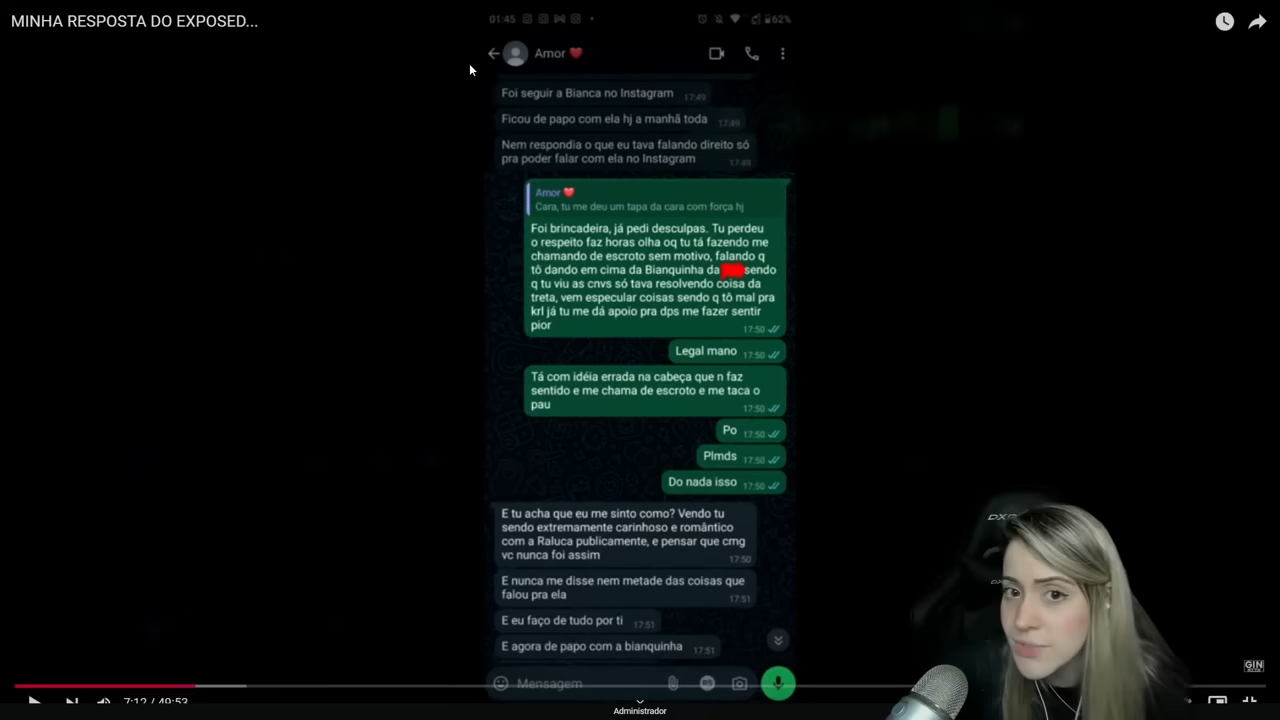 MINHA RESPOSTA DO EXPOSED...
01:45
62%
Amor ❤️
Foi seguir a Bianca no Instagram 17:49
Ficou de papo com ela hj a manhã toda 17:49
Nem respondia o que eu tava falando direito só
pra poder falar com ela no Instagram 17:49
Amor ❤️
Cara, tu me deu um tapa da cara com força hj
Foi brincadeira, já pedi desculpas. Tu perdeu
o respeito faz horas olha oq tu tá fazendo me
chamando de escroto sem motivo, falando q
tô dando em cima da Bianquinha da sendo
q tu viu as cnvs só tava resolvendo coisa da
treta, vem especular coisas sendo q tô mal pra
krl já tu me dá apoio pra dps me fazer sentir
pior 17:50
Legal mano 17:50
Tá com idéia errada na cabeça que n faz
sentido e me chama de escroto e me taca o
pau 17:50
Po 17:50
Plmds 17:50
Do nada isso 17:50
E tu acha que eu me sinto como? Vendo tu
sendo extremamente carinhoso e romântico
com a Raluca publicamente, e pensar que cmg
vc nunca foi assim 17:50
E nunca me disse nem metade das coisas que
falou pra ela 17:51
E eu faço de tudo por ti 17:51
E agora de papo com a bianquinha 17:51
Mensagem
7:12 / 49:53
Administrador
GIN